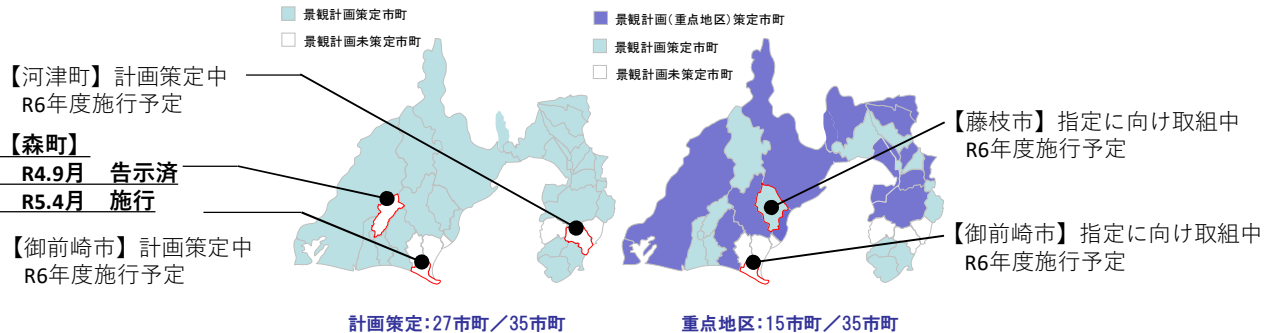 景観計画策定市町
景観計画未策定市町
【河津町】計画策定中
R6年度施行予定
【森町】
R4.9月 告示済
R5.4月 施行
【御前崎市】計画策定中
R6年度施行予定
計画策定:27市町/35市町
景観計画(重点地区)策定市町
景観計画策定市町
景観計画未策定市町
【藤枝市】指定に向け取組中
R6年度施行予定
【御前崎市】指定に向け取組中
R6年度施行予定
重点地区:15市町/35市町